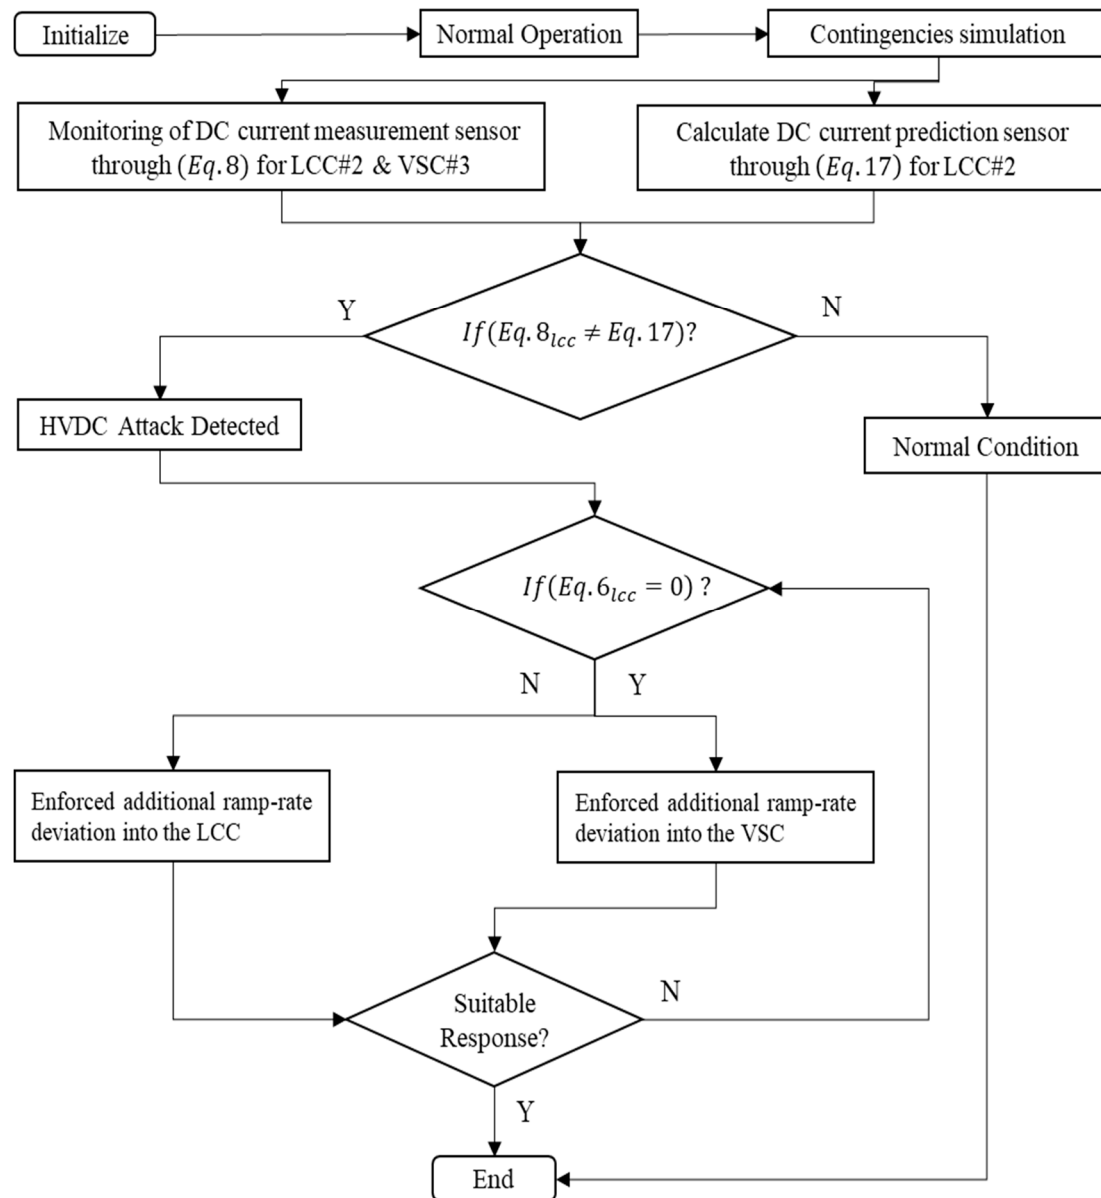 Initialize
Normal Operation
Contingencies simulation
Monitoring of DC current measurement sensor
through (Eq. 8) for LCC#2 & VSC#3
Calculate DC current prediction sensor
through (Eq. 17) for LCC#2
Y
N
If(Eq. 8lcc ≠ Eq. 17)?
HVDC Attack Detected
Normal Condition
If(Eq. 6lcc = 0) ?
N
Y
Enforced additional ramp-rate
deviation into the LCC
Enforced additional ramp-rate
deviation into the VSC
Suitable
Response?
N
Y
End